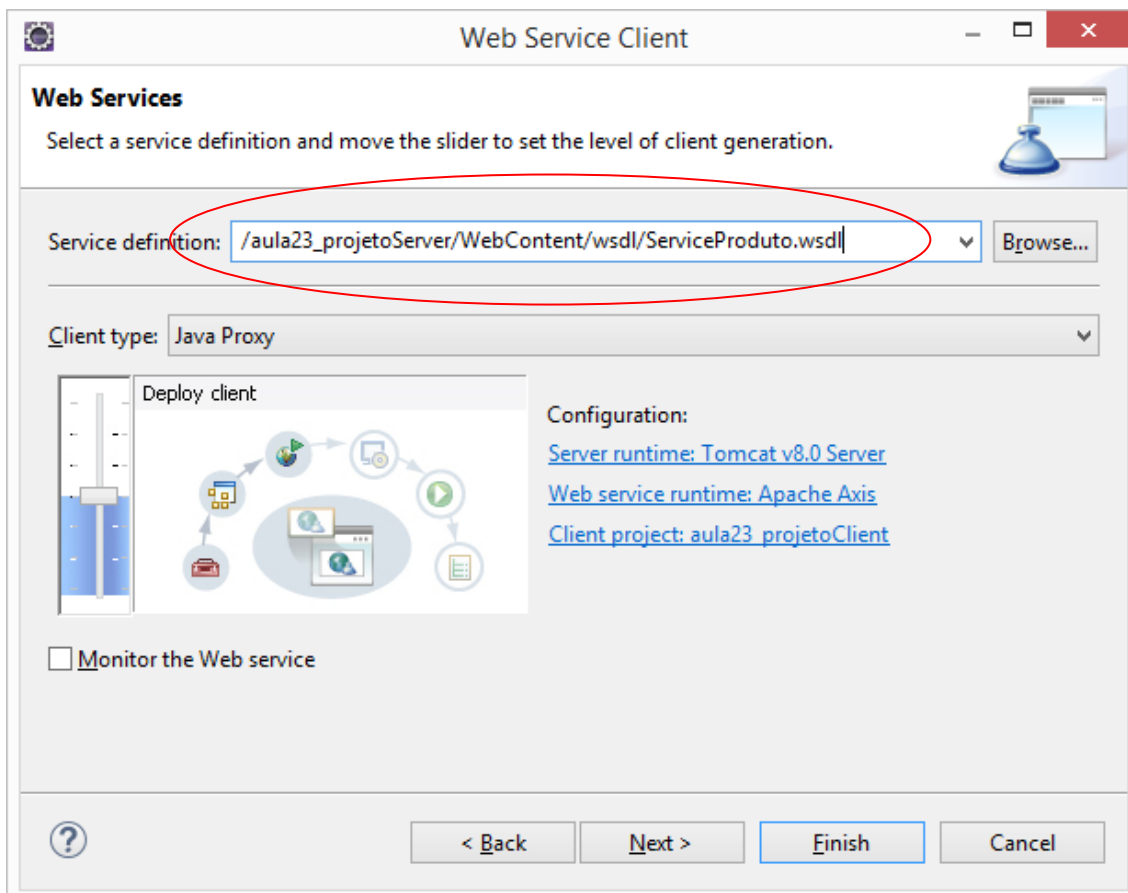 Web Service Client
Web Services
Select a service definition and move the slider to set the level of client generation.
Service definition: /aula23_projetoServer/WebContent/wsdl/ServiceProduto.wsdl Browse...
Client type: Java Proxy
Deploy client
Configuration:
Server runtime: Tomcat v8.0 Server
Web service runtime: Apache Axis
Client project: aula23_projetoClient
Monitor the Web service
? < Back Next > Finish Cancel